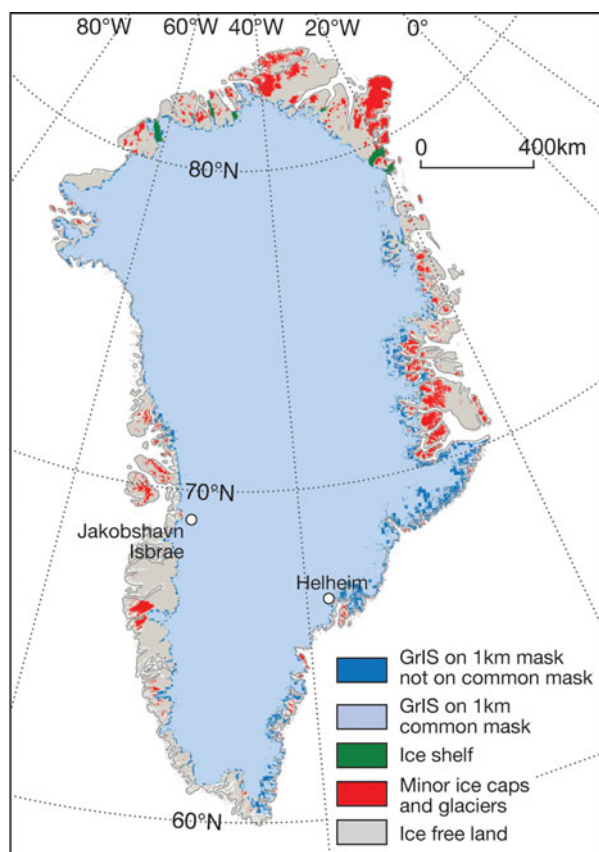 80°W
60°W
40°W
20°W
0°
0
400km
80°N
70°N
Jakobshavn
Isbrae
Helheim
60°N
GrIS on 1km mask
not on common mask
GrIS on 1km
common mask
Ice shelf
Minor ice caps
and glaciers
Ice free land